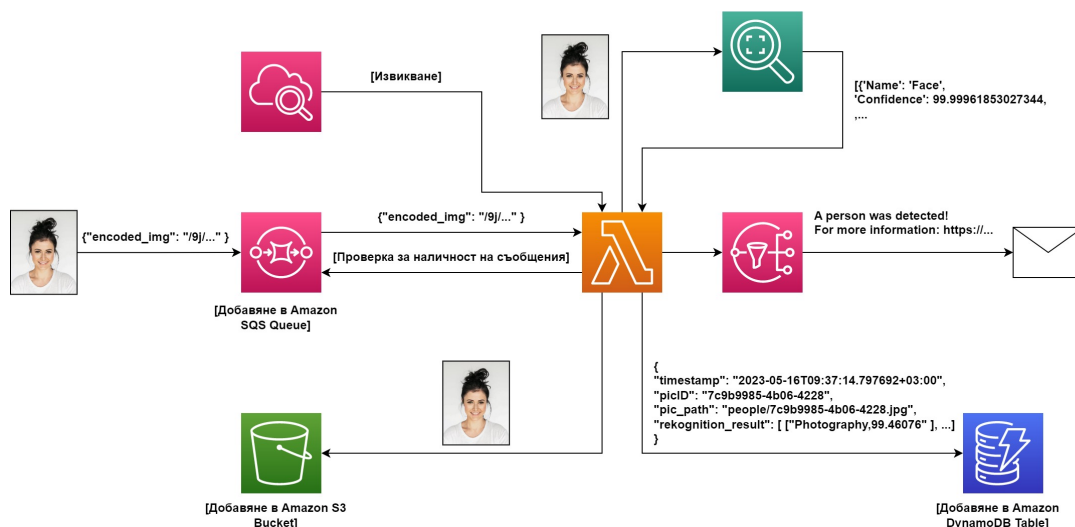 [Извикване]
[{'Name': 'Face',
'Confidence': 99.99961853027344,
,...
{"encoded_img": "/9j/..." }
{"encoded_img": "/9j/..." }
[Проверка за наличност на съобщения]
A person was detected!
For more information: https://...
[Добавяне в Amazon
SQS Queue]
{
"timestamp": "2023-05-16T09:37:14.797692+03:00",
"picID": "7c9b9985-4b06-4228",
"pic_path": "people/7c9b9985-4b06-4228.jpg",
"rekognition_result": [ ["Photography,99.46076" ], ...]
}
[Добавяне в Amazon S3
Bucket]
[Добавяне в Amazon
DynamoDB Table]